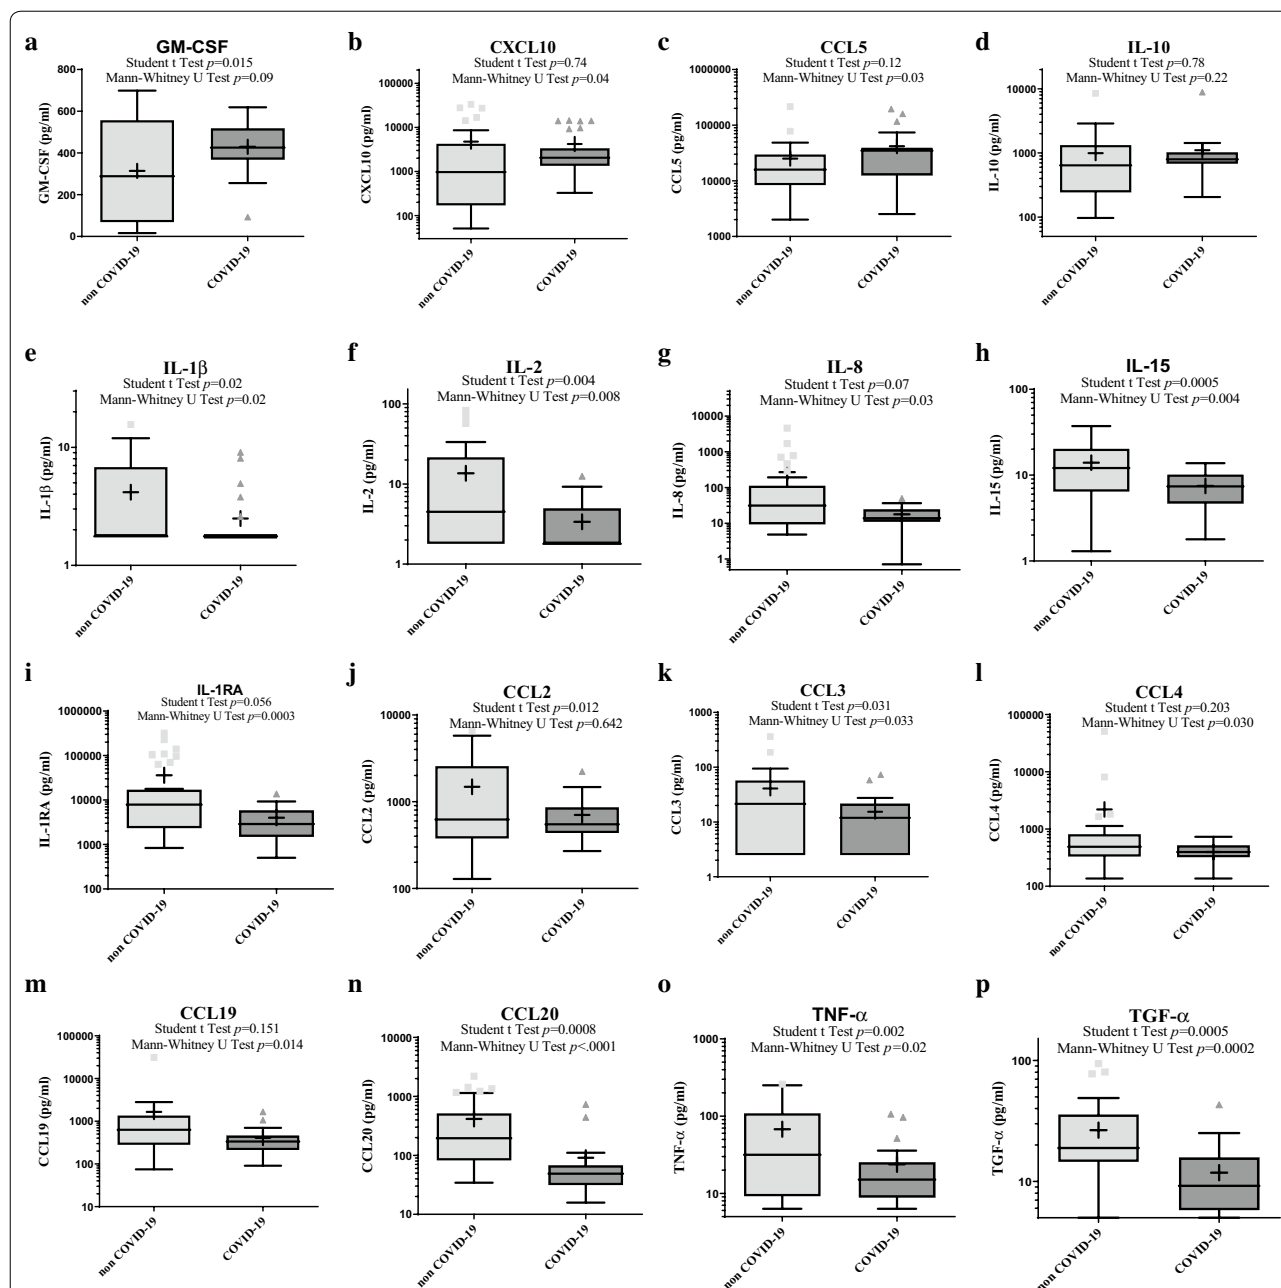 a
GM-CSF
Student t Test p=0.015
Mann-Whitney U Test p=0.09
GM-CSF (pg/ml)
800
600
400
200
0
non COVID-19
COVID-19
b
CXCL10
Student t Test p=0.74
Mann-Whitney U Test p=0.04
CXCL10 (pg/ml)
100000
10000
1000
100
non COVID-19
COVID-19
c
CCL5
Student t Test p=0.12
Mann-Whitney U Test p=0.03
CCL5 (pg/ml)
1000000
100000
10000
1000
non COVID-19
COVID-19
d
IL-10
Student t Test p=0.78
Mann-Whitney U Test p=0.22
IL-10 (pg/ml)
10000
1000
100
non COVID-19
COVID-19
e
IL-1β
Student t Test p=0.02
Mann-Whitney U Test p=0.02
IL-1β (pg/ml)
10
1
non COVID-19
COVID-19
f
IL-2
Student t Test p=0.004
Mann-Whitney U Test p=0.008
IL-2 (pg/ml)
100
10
1
non COVID-19
COVID-19
g
IL-8
Student t Test p=0.07
Mann-Whitney U Test p=0.03
IL-8 (pg/ml)
10000
1000
100
10
1
non COVID-19
COVID-19
h
IL-15
Student t Test p=0.0005
Mann-Whitney U Test p=0.004
IL-15 (pg/ml)
100
10
1
non COVID-19
COVID-19
i
IL-1RA
Student t Test p=0.056
Mann-Whitney U Test p=0.0003
IL-1RA (pg/ml)
1000000
100000
10000
1000
100
non COVID-19
COVID-19
j
CCL2
Student t Test p=0.012
Mann-Whitney U Test p=0.642
CCL2 (pg/ml)
10000
1000
100
non COVID-19
COVID-19
k
CCL3
Student t Test p=0.031
Mann-Whitney U Test p=0.033
CCL3 (pg/ml)
1000
100
10
1
non COVID-19
COVID-19
l
CCL4
Student t Test p=0.203
Mann-Whitney U Test p=0.030
CCL4 (pg/ml)
100000
10000
1000
100
non COVID-19
COVID-19
m
CCL19
Student t Test p=0.151
Mann-Whitney U Test p=0.014
CCL19 (pg/ml)
100000
10000
1000
100
10
non COVID-19
COVID-19
n
CCL20
Student t Test p=0.0008
Mann-Whitney U Test p<.0001
CCL20 (pg/ml)
10000
1000
100
10
non COVID-19
COVID-19
o
TNF-α
Student t Test p=0.002
Mann-Whitney U Test p=0.02
TNF-α (pg/ml)
1000
100
10
non COVID-19
COVID-19
p
TGF-α
Student t Test p=0.0005
Mann-Whitney U Test p=0.0002
TGF-α (pg/ml)
100
10
non COVID-19
COVID-19